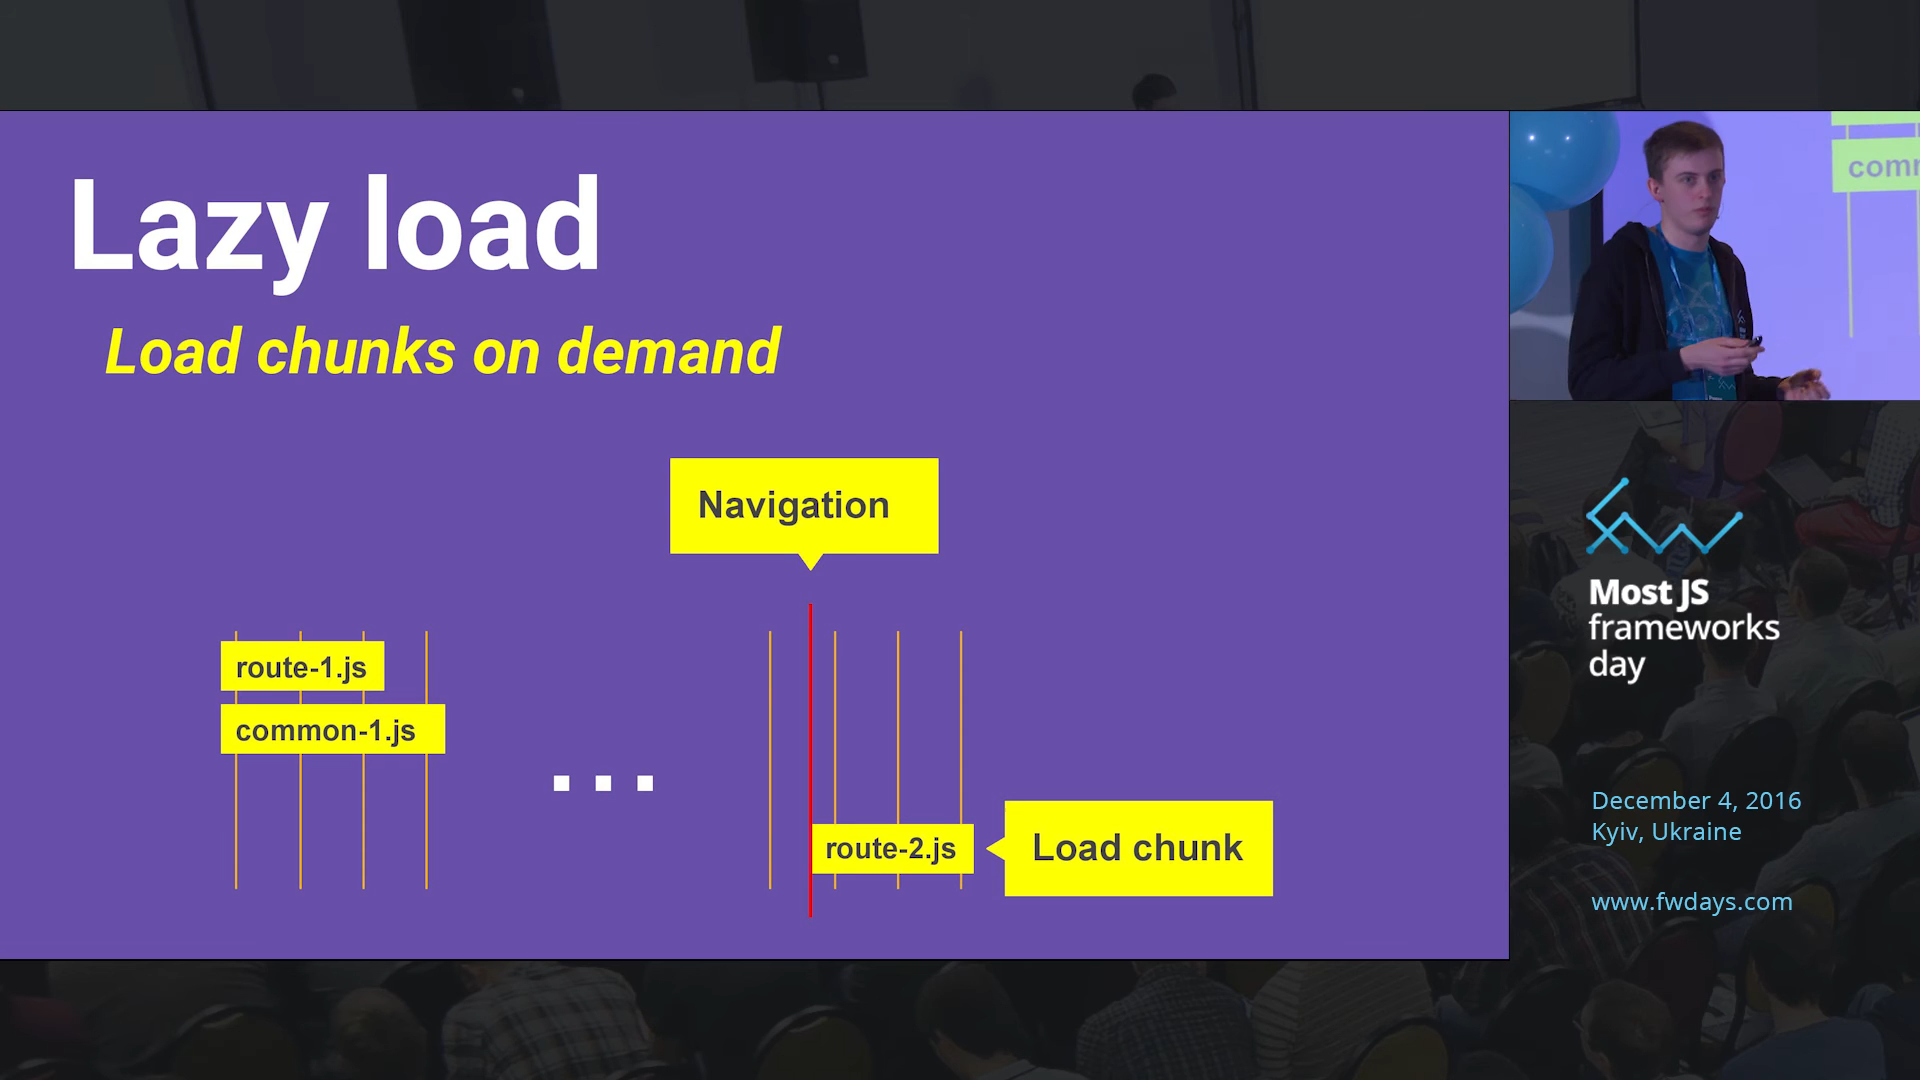 Lazy load
Load chunks on demand
Navigation
route-1.js
common-1.js
...
route-2.js
Load chunk
Most JS
frameworks
day
December 4, 2016
Kyiv, Ukraine
www.fwdays.com